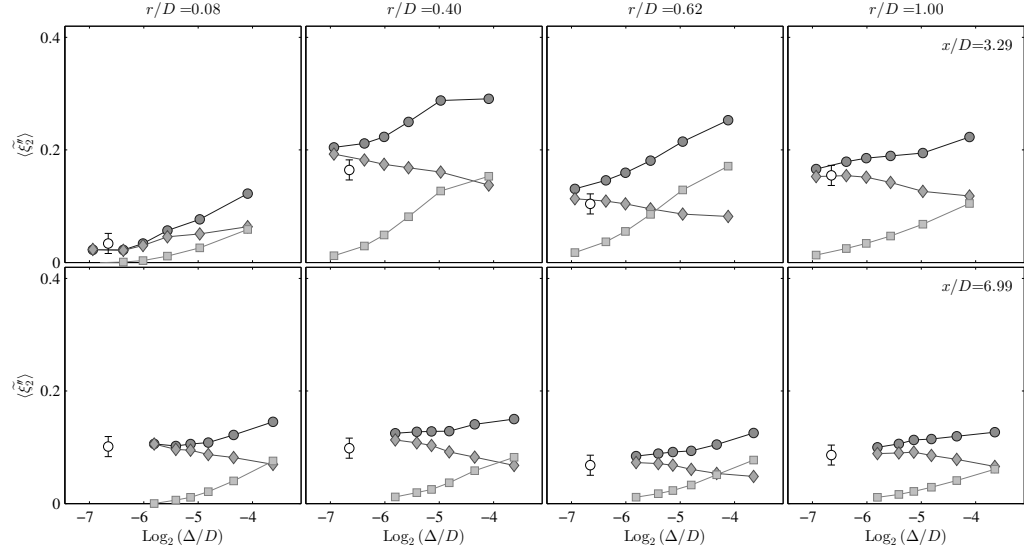 r/D =0.08 r/D =0.40 r/D =0.62 r/D =1.00
0.4
x/D=3.29
0.2
⟨ξ̃₂″⟩
0
0.4
x/D=6.99
0.2
⟨ξ̃₂″⟩
0
−7 −6 −5 −4 −7 −6 −5 −4 −7 −6 −5 −4 −7 −6 −5 −4
Log₂ (Δ/D) Log₂ (Δ/D) Log₂ (Δ/D) Log₂ (Δ/D)